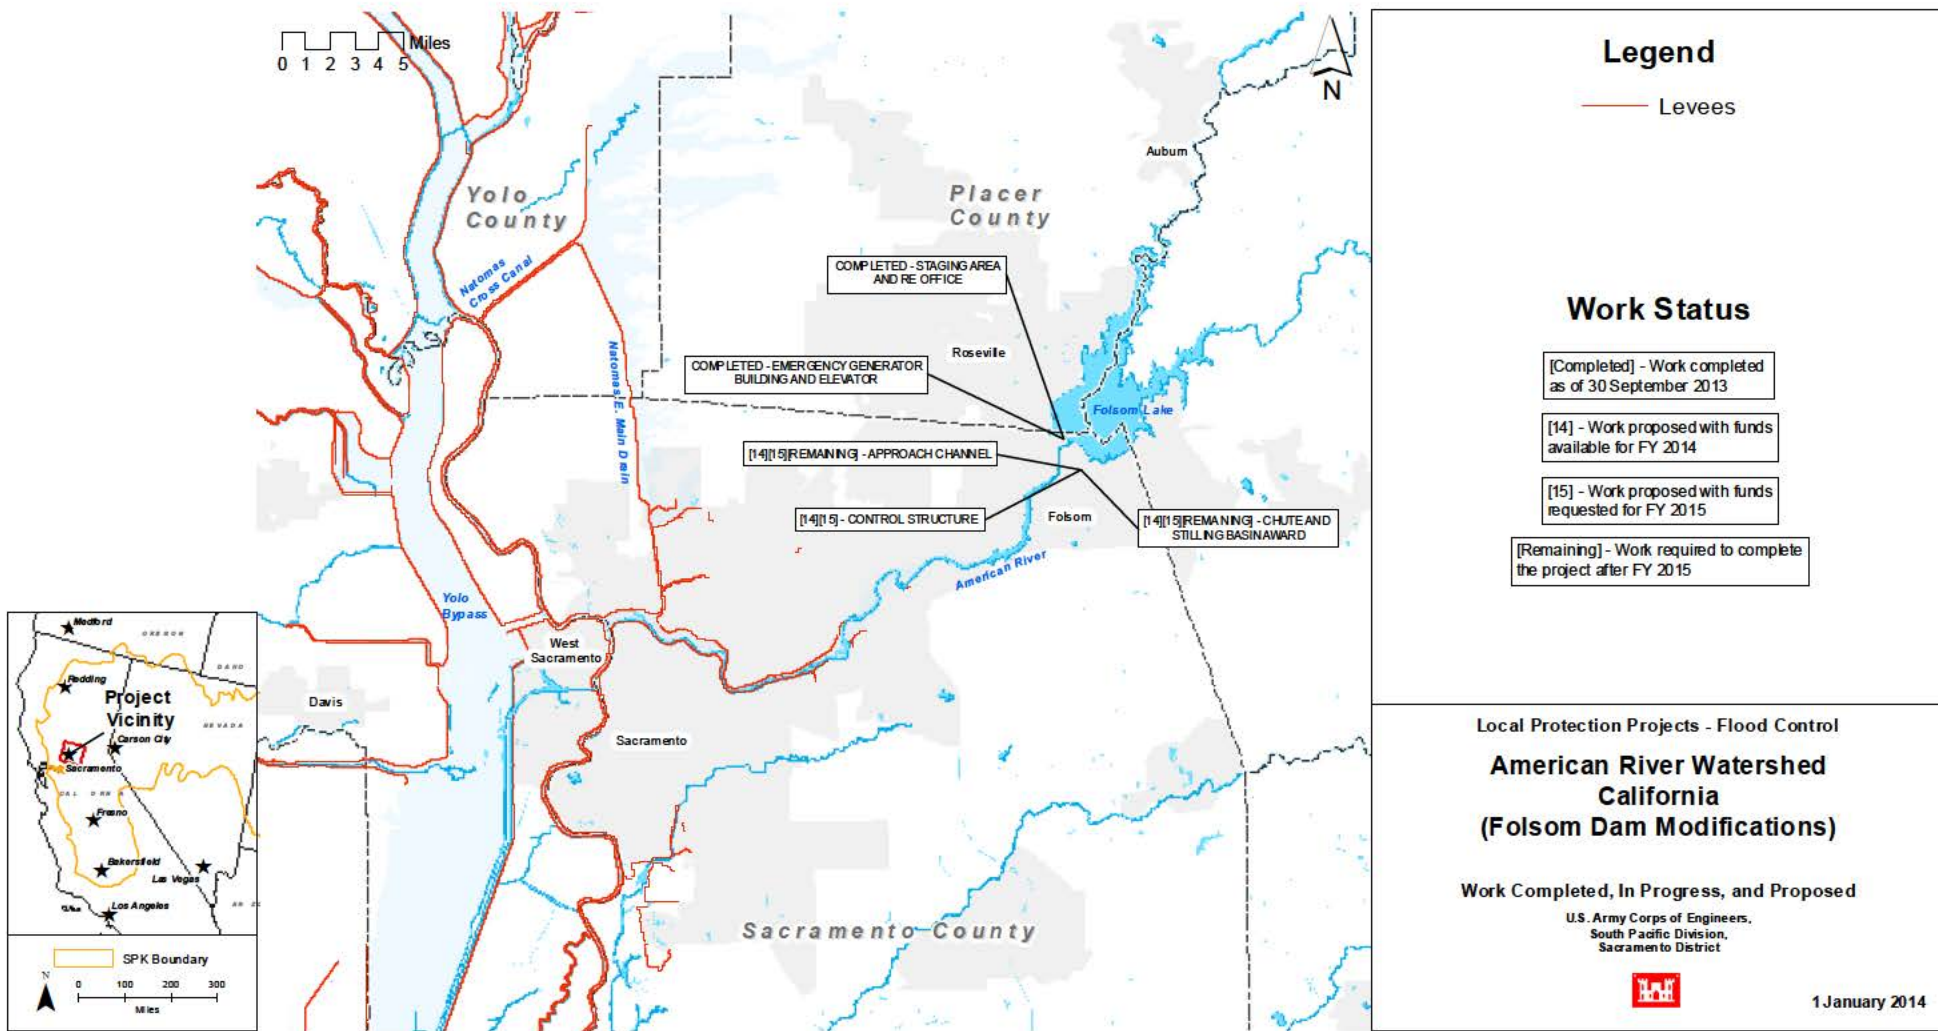 Miles
0 1 2 3 4 5
N
Yolo
County
Placer
County
Auburn
Natomas
Cross Canal
COMPLETED - STAGING AREA
AND RE OFFICE
Roseville
COMPLETED - EMERGENCY GENERATOR
BUILDING AND ELEVATOR
Natomas E. Main Drain
Folsom Lake
[14][15][REMAINING] - APPROACH CHANNEL
[14][15] - CONTROL STRUCTURE
Folsom
[14][15][REMANING] - CHUTE AND
STILLING BASIN AWARD
American River
Yolo
Bypass
West
Sacramento
Davis
Sacramento
Sacramento County
Medford
OREGON
IDAHO
Redding
Project
Vicinity
NEVADA
Carson City
Sacramento
Fresno
Bakersfield
Las Vegas
Los Angeles
SPK Boundary
N
0 100 200 300
Miles
Legend
Levees
Work Status
[Completed] - Work completed
as of 30 September 2013
[14] - Work proposed with funds
available for FY 2014
[15] - Work proposed with funds
requested for FY 2015
[Remaining] - Work required to complete
the project after FY 2015
Local Protection Projects - Flood Control
American River Watershed
California
(Folsom Dam Modifications)
Work Completed, In Progress, and Proposed
U.S. Army Corps of Engineers,
South Pacific Division,
Sacramento District
1 January 2014